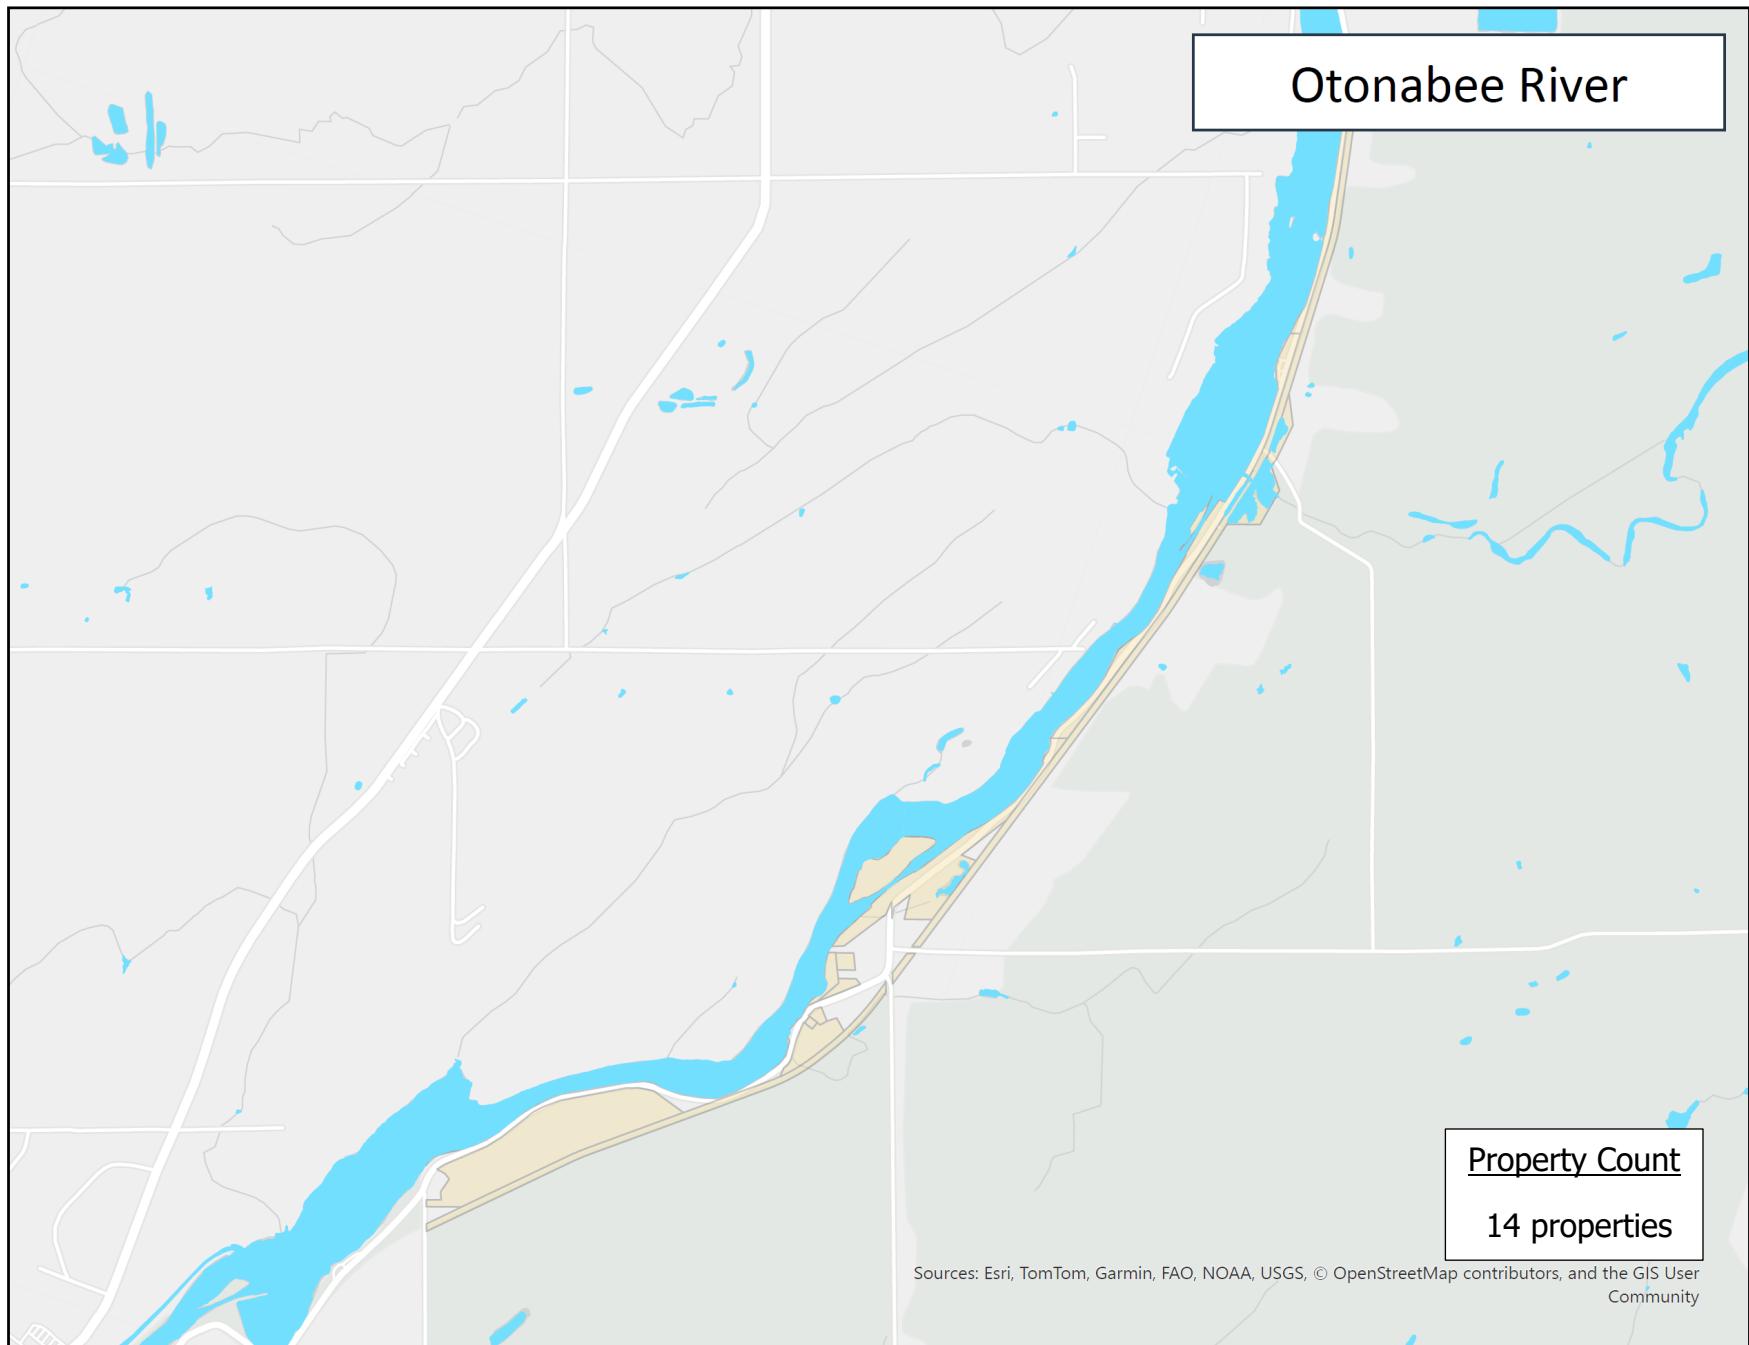 Otonabee River
Property Count
14 properties
Sources: Esri, TomTom, Garmin, FAO, NOAA, USGS, © OpenStreetMap contributors, and the GIS User
Community